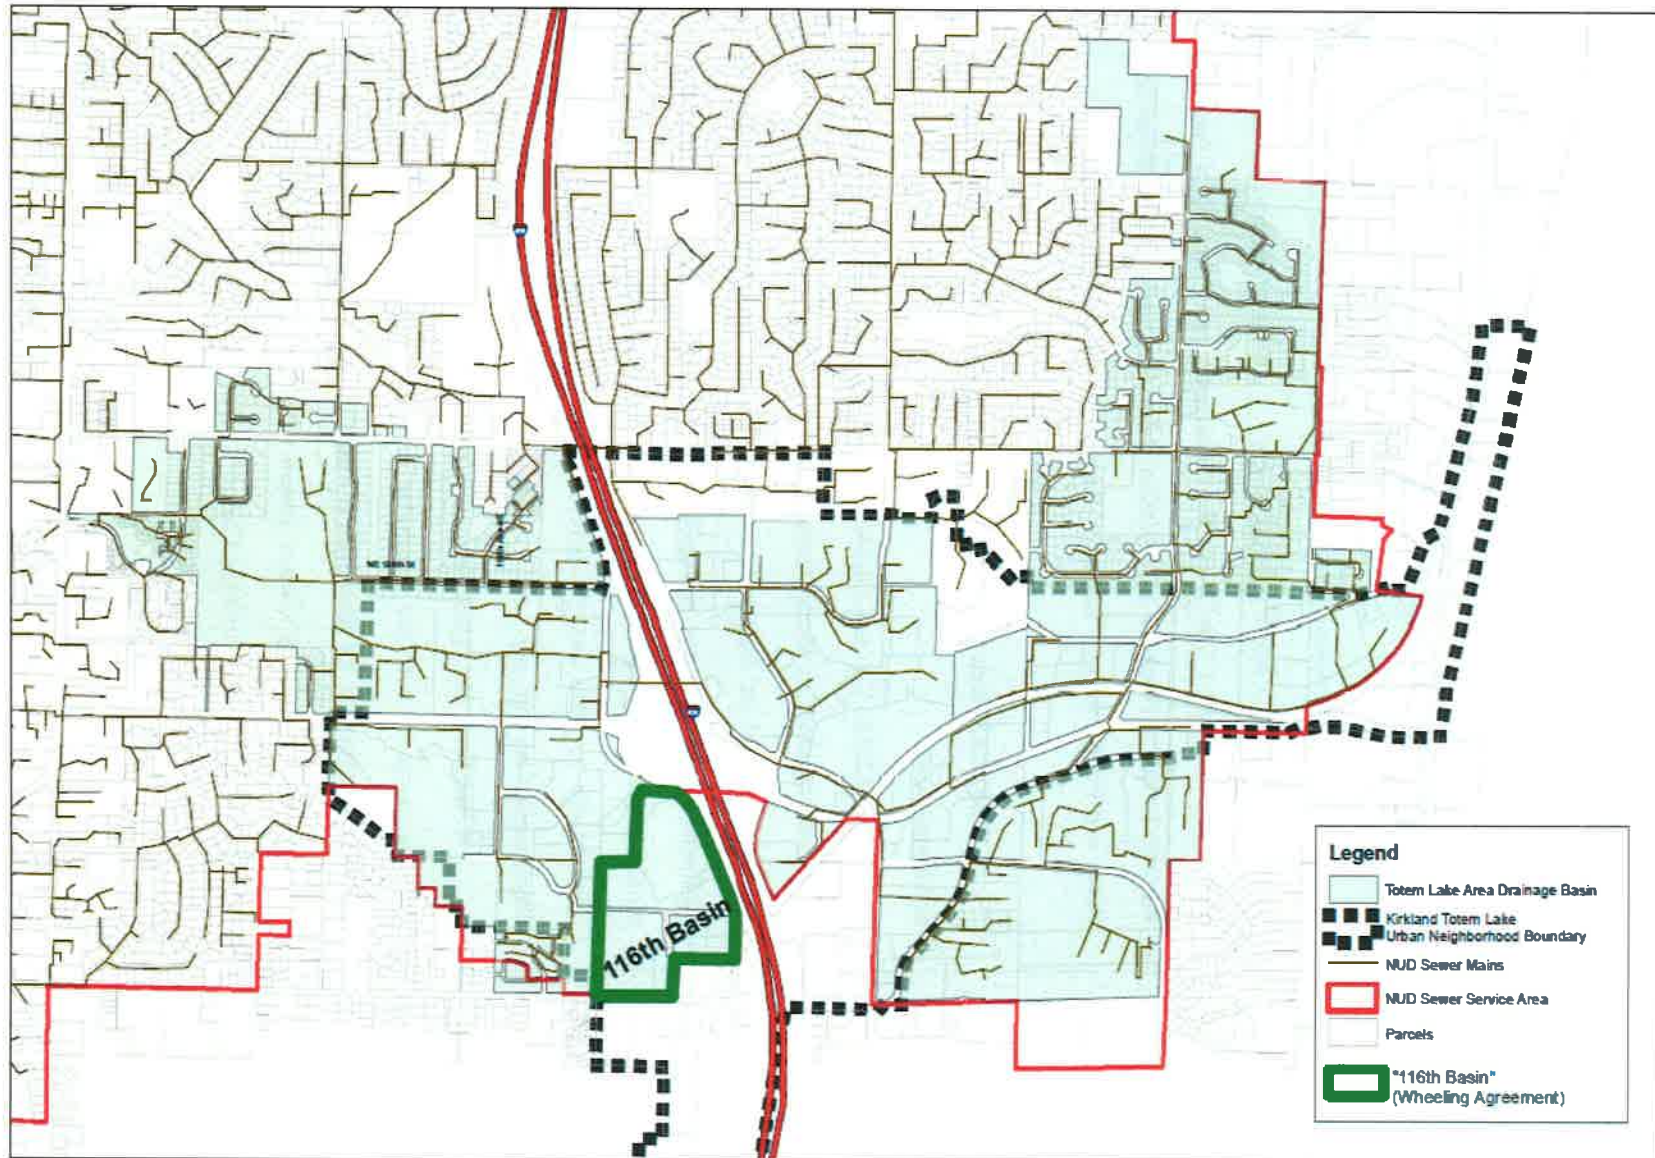 116th Basin
Legend
Totem Lake Area Drainage Basin
Kirkland Totem Lake
Urban Neighborhood Boundary
NUD Sewer Mains
NUD Sewer Service Area
Parcels
"116th Basin"
(Wheeling Agreement)